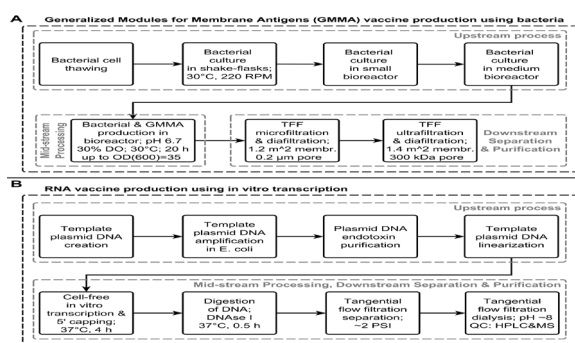 A Generalized Modules for Membrane Antigens (GMMA) vaccine production using bacteria
Upstream process
Bacterial cell
thawing
Bacterial culture
in shake-flasks;
30°C, 220 RPM
Bacterial
culture
in small
bioreactor
Bacterial
culture
in medium
bioreactor
Mid-stream
Processing
Bacterial & GMMA
production in
bioreactor; pH 6.7
30% DO; 30°C; 20 h
up to OD(600)=35
TFF
microfiltration &
diafiltration;
1.2 m^2 membr.
0.2 µm pore
TFF
ultrafiltration &
diafiltration;
1.4 m^2 membr.
300 kDa pore
Downstream
Separation
& Purification
B RNA vaccine production using in vitro transcription
Upstream process
Template
plasmid DNA
creation
Template
plasmid DNA
amplification
in E. coli
Plasmid DNA
endotoxin
purification
Template
plasmid DNA
linearization
Mid-stream Processing, Downstream Separation & Purification
Cell-free
in vitro
transcription &
5' capping;
37°C, 4 h
Digestion
of DNA;
DNAse I
37°C, 0.5 h
Tangential
flow filtration
separation;
~2 PSI
Tangential
flow filtration
dialysis; pH ~8
QC: HPLC&MS